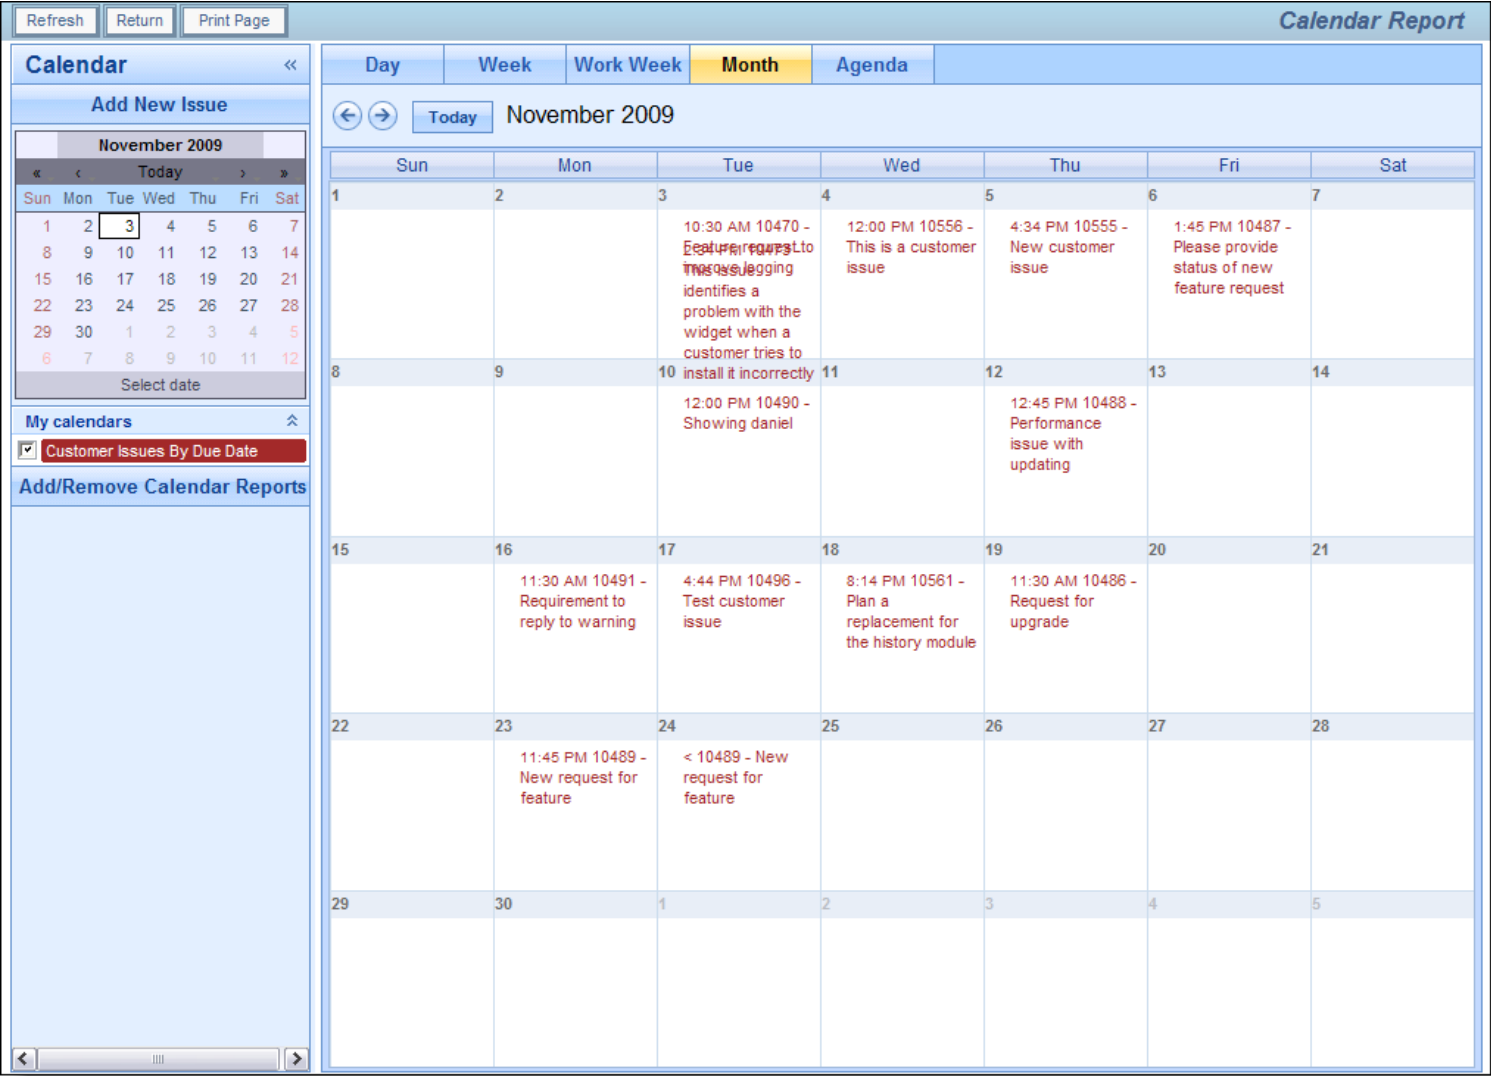 Refresh Return Print Page Calendar Report
Calendar «
Add New Issue
November 2009
« ‹ Today › »
Sun Mon Tue Wed Thu Fri Sat
1 2 3 4 5 6 7
8 9 10 11 12 13 14
15 16 17 18 19 20 21
22 23 24 25 26 27 28
29 30 1 2 3 4 5
6 7 8 9 10 11 12
Select date
My calendars
Customer Issues By Due Date
Add/Remove Calendar Reports
Day Week Work Week Month Agenda
Today November 2009
Sun Mon Tue Wed Thu Fri Sat
1 2 3 4 5 6 7
10:30 AM 10470 -
Feature request to
improve logging
2:34 PM 10473 -
This issue
identifies a
problem with the
widget when a
customer tries to
install it incorrectly
12:00 PM 10556 -
This is a customer
issue
4:34 PM 10555 -
New customer
issue
1:45 PM 10487 -
Please provide
status of new
feature request
8 9 10 11 12 13 14
12:00 PM 10490 -
Showing daniel
12:45 PM 10488 -
Performance
issue with
updating
15 16 17 18 19 20 21
11:30 AM 10491 -
Requirement to
reply to warning
4:44 PM 10496 -
Test customer
issue
8:14 PM 10561 -
Plan a
replacement for
the history module
11:30 AM 10486 -
Request for
upgrade
22 23 24 25 26 27 28
11:45 PM 10489 -
New request for
feature
< 10489 - New
request for
feature
29 30 1 2 3 4 5